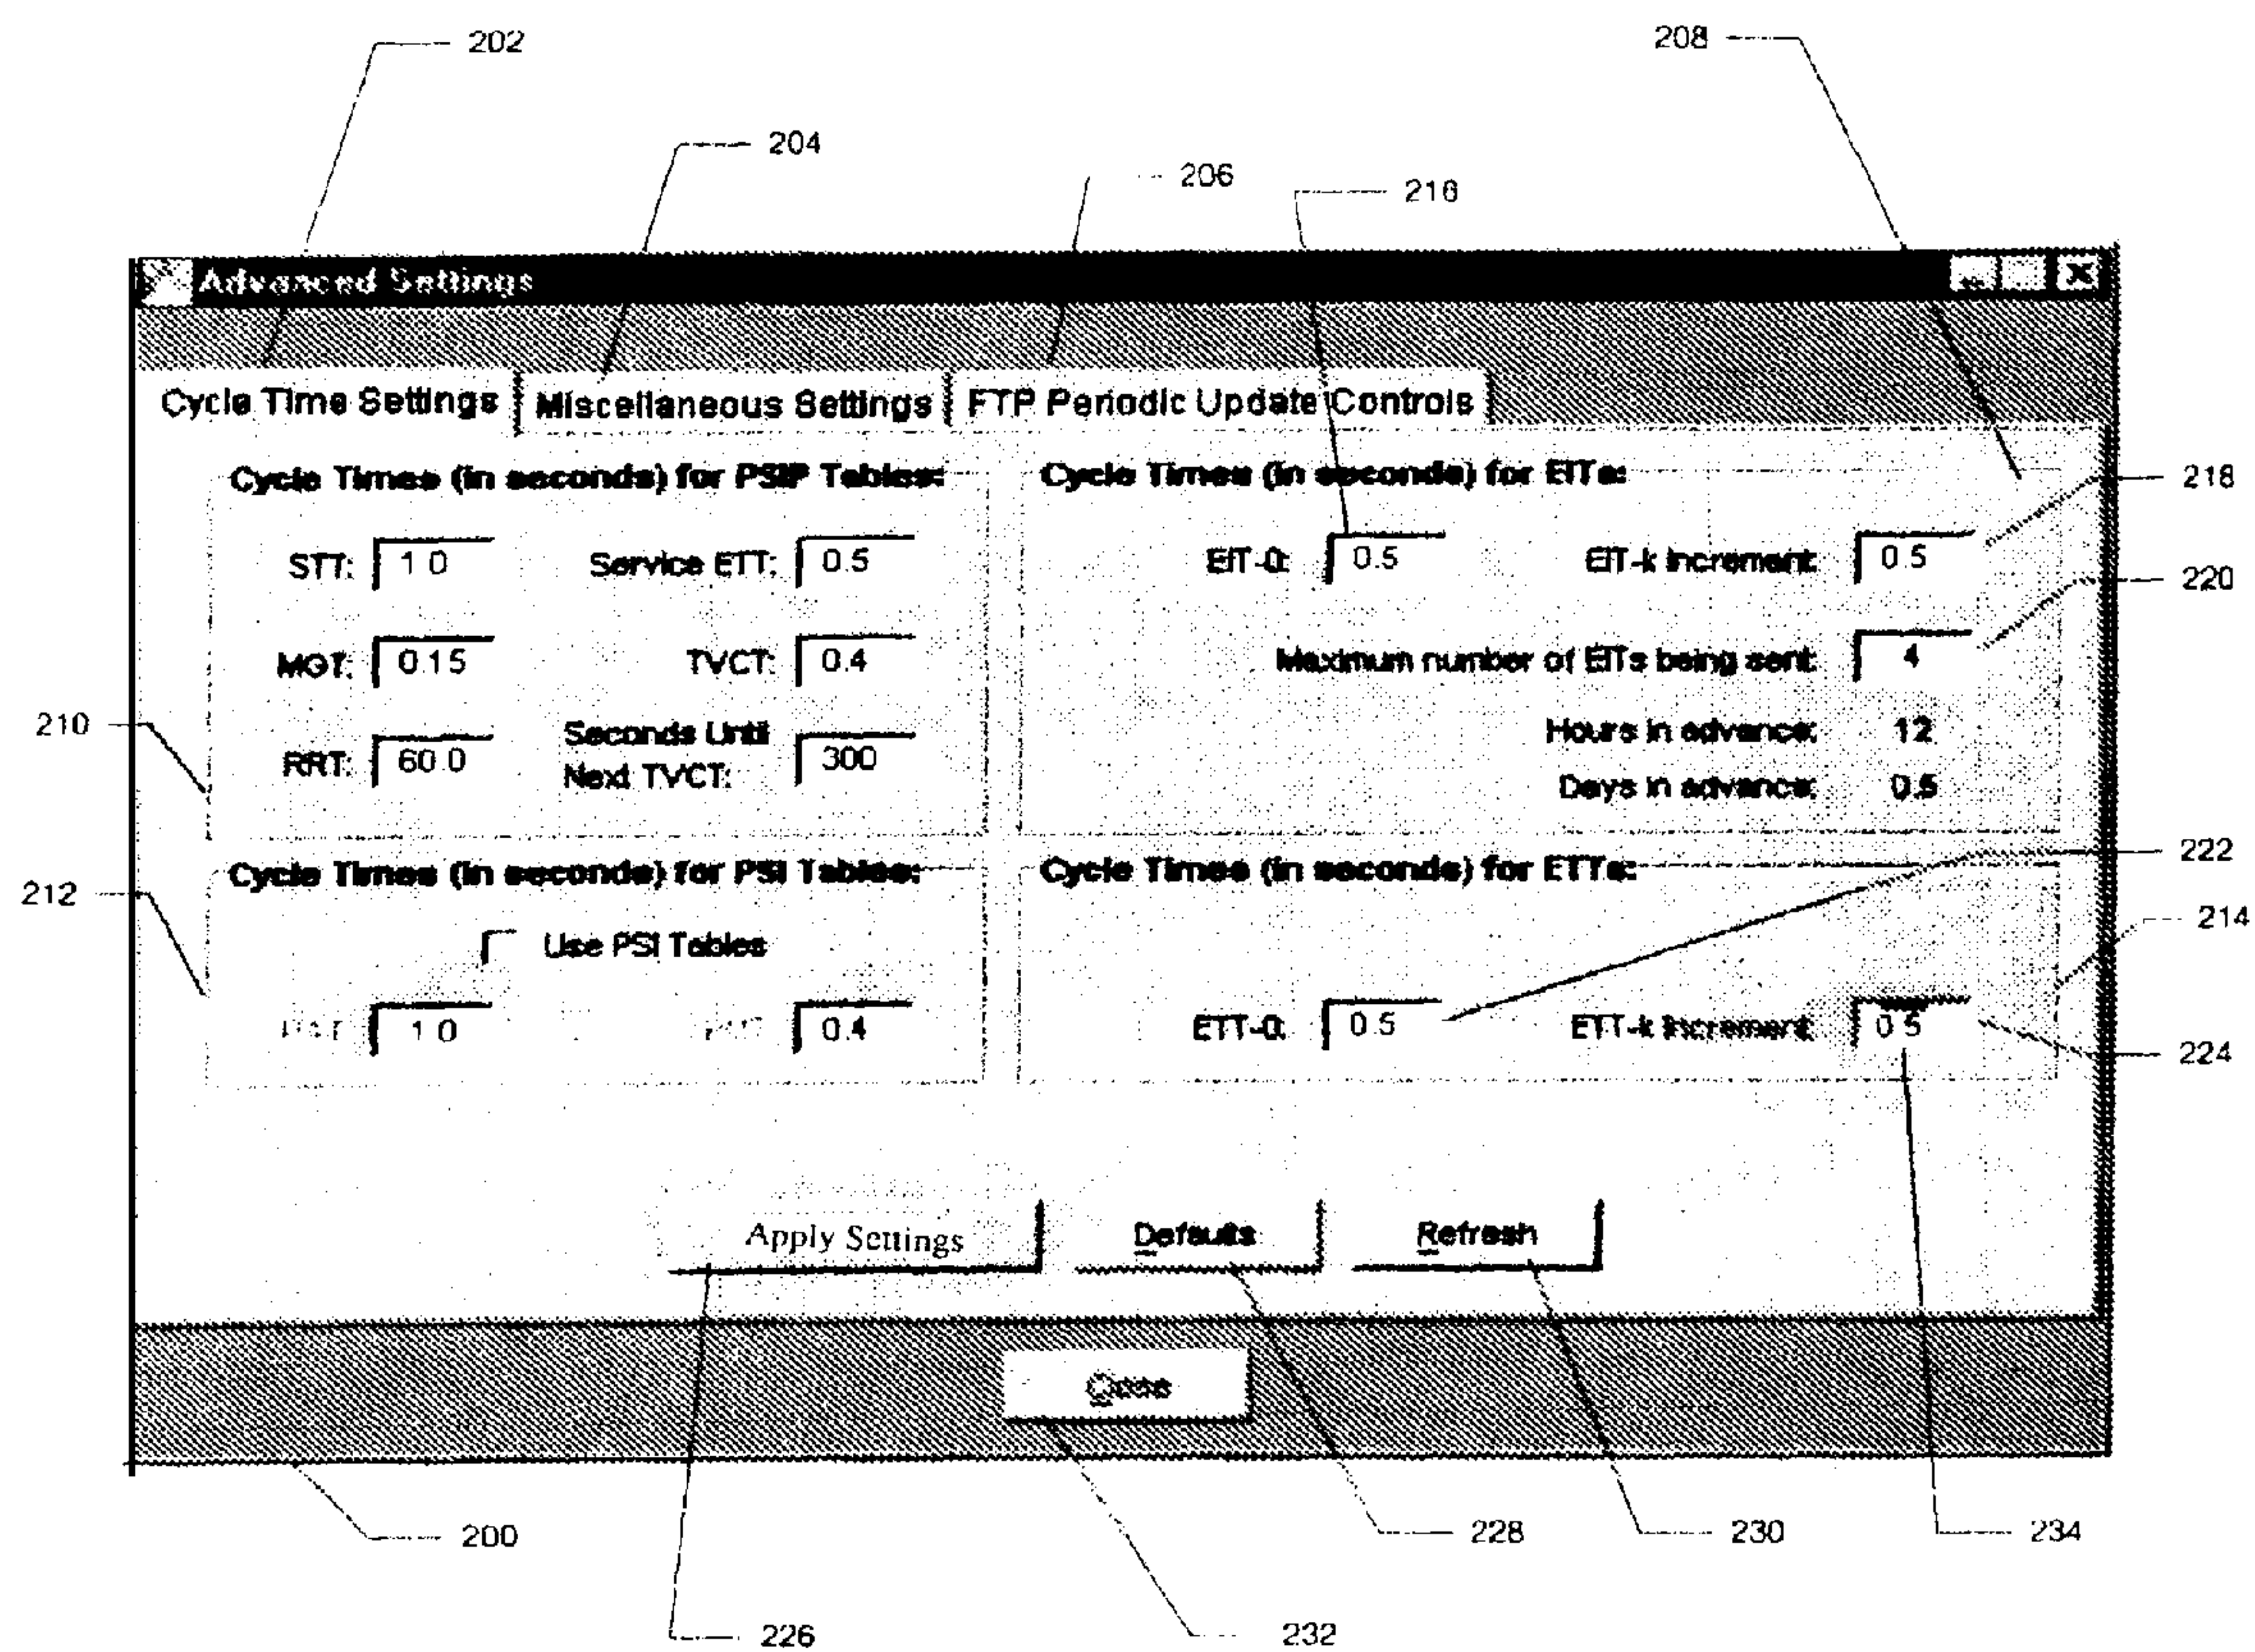 202
208
204
206
216
Advanced Settings
Cycle Time Settings
Miscellaneous Settings
FTP Periodic Update Controls
Cycle Times (in seconds) for PSIP Tables:
STT: 1.0
Service ETT: 0.5
MGT: 0.15
TVCT: 0.4
RRT: 60.0
Seconds Until
Next TVCT: 300
Cycle Times (in seconds) for EITs:
EIT-0: 0.5
EIT-k Increment: 0.5
Maximum number of EITs being sent: 4
Hours in advance: 12
Days in advance: 0.5
218
220
210
Cycle Times (in seconds) for PSI Tables:
Use PSI Tables
1.0
0.4
Cycle Times (in seconds) for ETTs:
ETT-0: 0.5
ETT-k Increment: 0.5
222
212
214
224
Apply Settings
Defaults
Refresh
Close
200
228
230
234
226
232